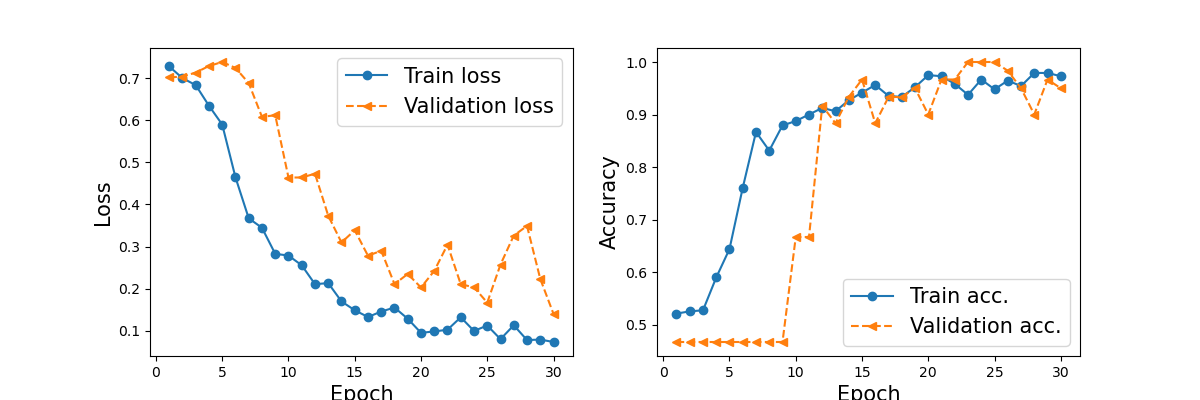 Train loss
Validation loss
Loss
0.7
0.6
0.5
0.4
0.3
0.2
0.1
0 5 10 15 20 25 30
Epoch
Train acc.
Validation acc.
Accuracy
1.0
0.9
0.8
0.7
0.6
0.5
0 5 10 15 20 25 30
Epoch